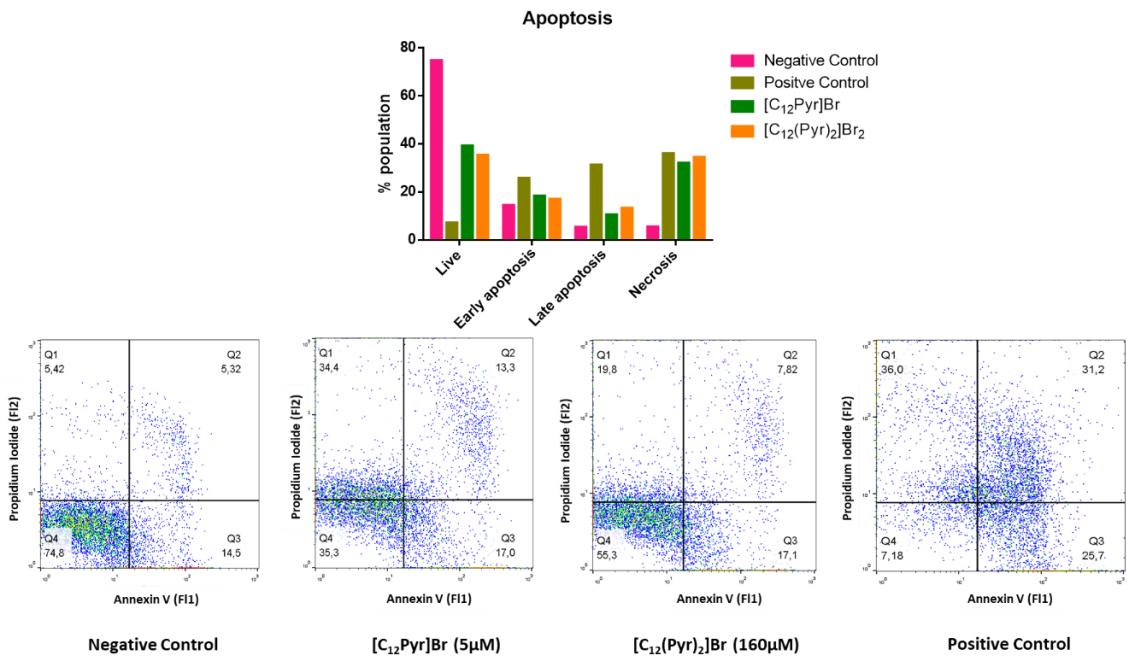 Apoptosis
80
60
40
20
0
% population
Live
Early apoptosis
Late apoptosis
Necrosis
Negative Control
Positve Control
[C₁₂Pyr]Br
[C₁₂(Pyr)₂]Br₂
Q1
5,42
Q2
5,32
Q4
74,8
Q3
14,5
Propidium Iodide (Fl2)
Annexin V (Fl1)
Negative Control
Q1
34,4
Q2
13,3
Q4
35,3
Q3
17,0
Propidium Iodide (Fl2)
Annexin V (Fl1)
[C₁₂Pyr]Br (5μM)
Q1
19,8
Q2
7,82
Q4
55,3
Q3
17,1
Propidium Iodide (Fl2)
Annexin V (Fl1)
[C₁₂(Pyr)₂]Br (160μM)
Q1
36,0
Q2
31,2
Q4
7,18
Q3
25,7
Propidium Iodide (Fl2)
Annexin V (Fl1)
Positive Control